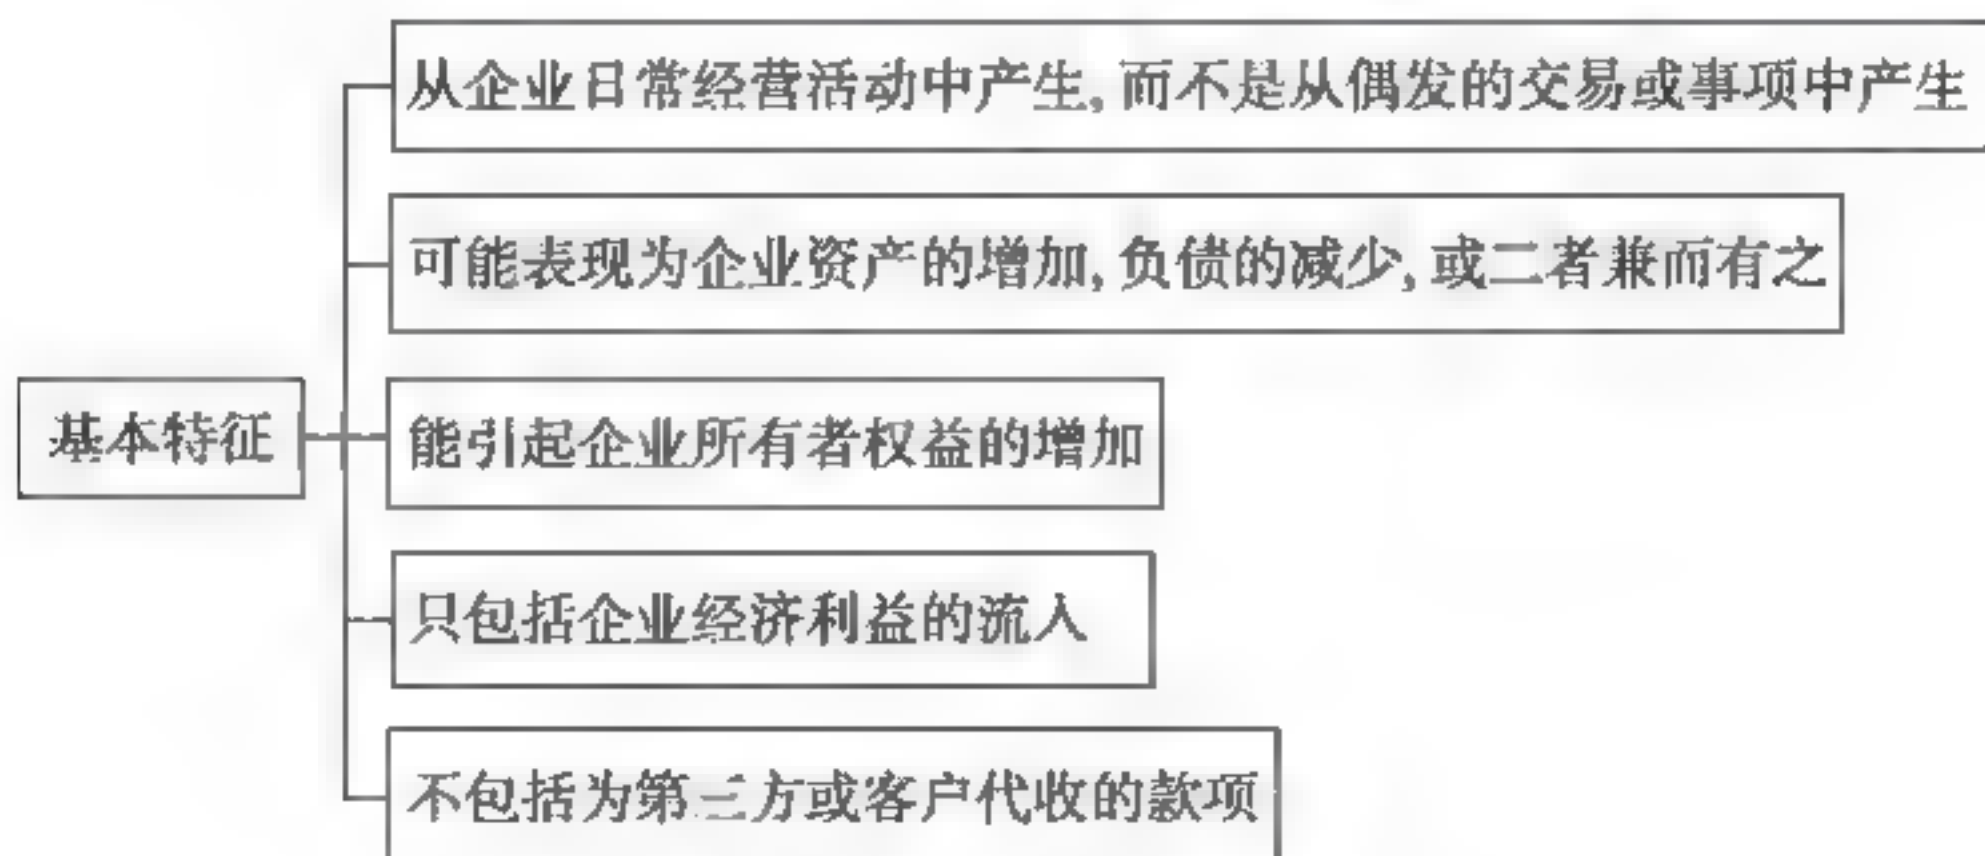 从企业日常经营活动中产生,而不是从偶发的交易或事项中产生
可能表现为企业资产的增加,负债的减少,或二者兼而有之
基本特征
能引起企业所有者权益的增加
只包括企业经济利益的流入
不包括为第三方或客户代收的款项